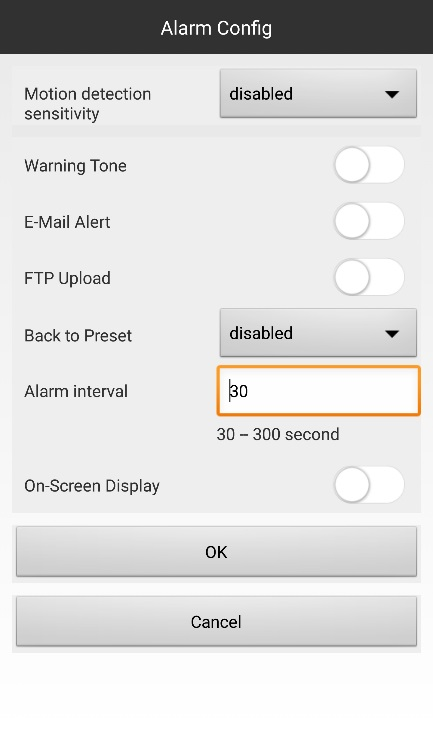 Alarm Config
Motion detection
sensitivity
disabled
Warning Tone
E-Mail Alert
FTP Upload
Back to Preset
disabled
Alarm interval
30
30 – 300 second
On-Screen Display
OK
Cancel